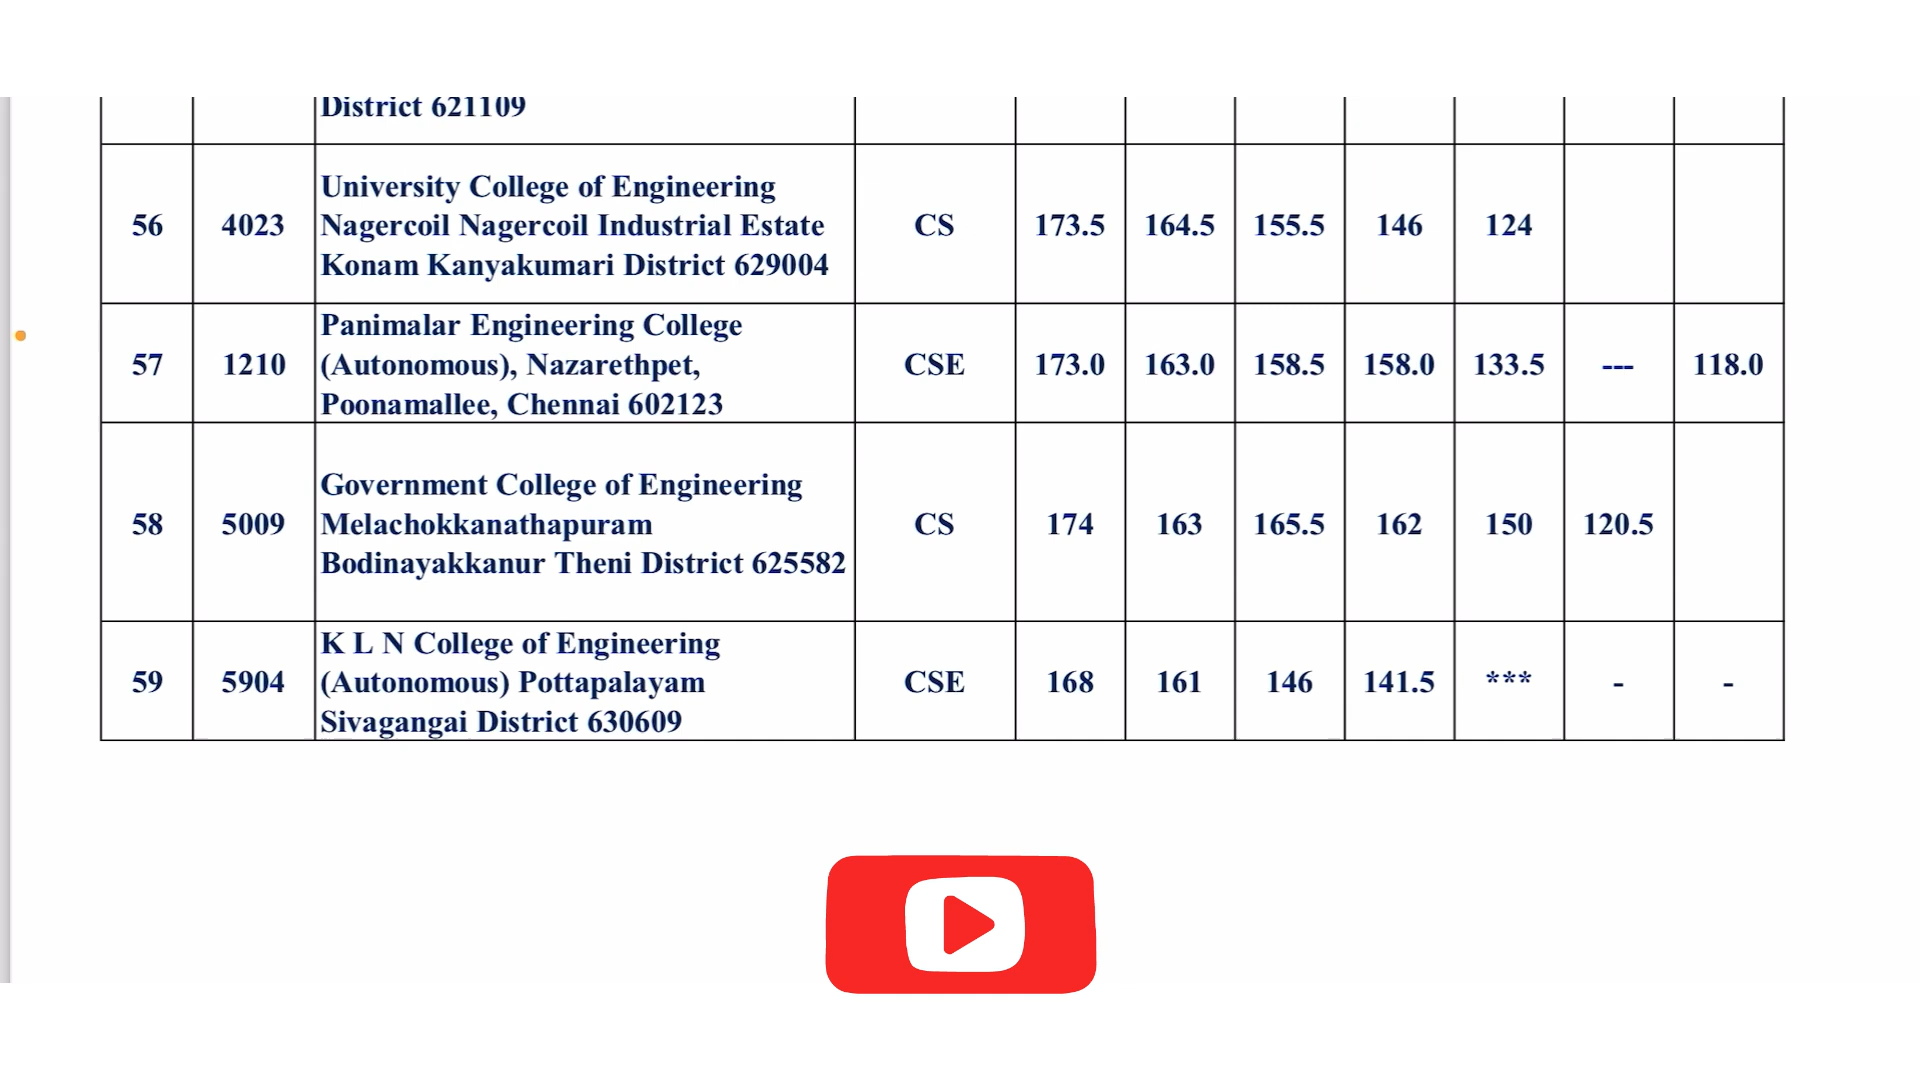 District 621109
56 4023 University College of Engineering Nagercoil Nagercoil Industrial Estate Konam Kanyakumari District 629004 CS 173.5 164.5 155.5 146 124
57 1210 Panimalar Engineering College (Autonomous), Nazarethpet, Poonamallee, Chennai 602123 CSE 173.0 163.0 158.5 158.0 133.5 --- 118.0
58 5009 Government College of Engineering Melachokkanathapuram Bodinayakkanur Theni District 625582 CS 174 163 165.5 162 150 120.5
59 5904 K L N College of Engineering (Autonomous) Pottapalayam Sivagangai District 630609 CSE 168 161 146 141.5 *** - -